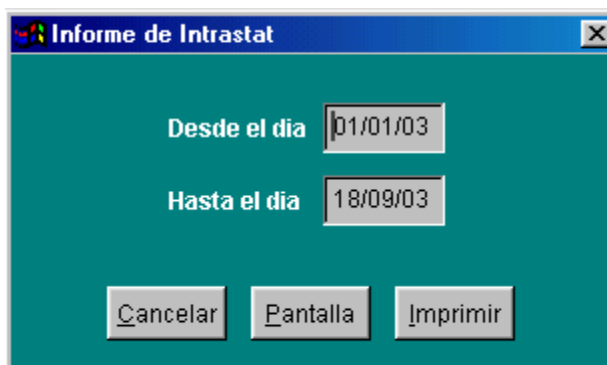 Informe de Intrastat
Desde el dia 01/01/03
Hasta el dia 18/09/03
Cancelar Pantalla Imprimir